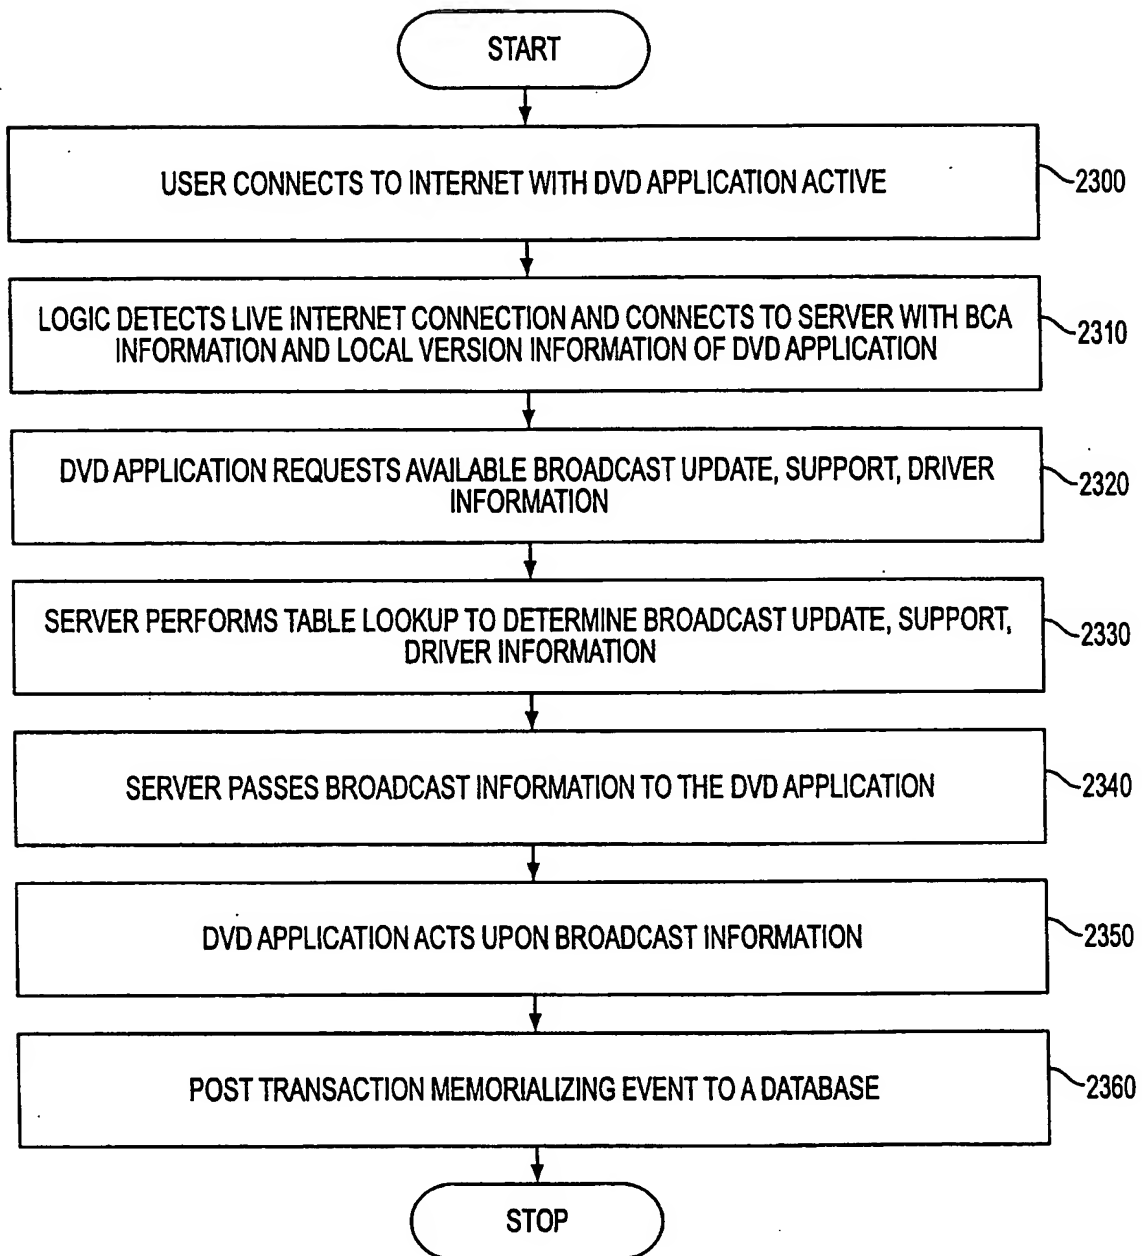 START
USER CONNECTS TO INTERNET WITH DVD APPLICATION ACTIVE
2300
LOGIC DETECTS LIVE INTERNET CONNECTION AND CONNECTS TO SERVER WITH BCA
INFORMATION AND LOCAL VERSION INFORMATION OF DVD APPLICATION
2310
DVD APPLICATION REQUESTS AVAILABLE BROADCAST UPDATE, SUPPORT, DRIVER
INFORMATION
2320
SERVER PERFORMS TABLE LOOKUP TO DETERMINE BROADCAST UPDATE, SUPPORT,
DRIVER INFORMATION
2330
SERVER PASSES BROADCAST INFORMATION TO THE DVD APPLICATION
2340
DVD APPLICATION ACTS UPON BROADCAST INFORMATION
2350
POST TRANSACTION MEMORIALIZING EVENT TO A DATABASE
2360
STOP